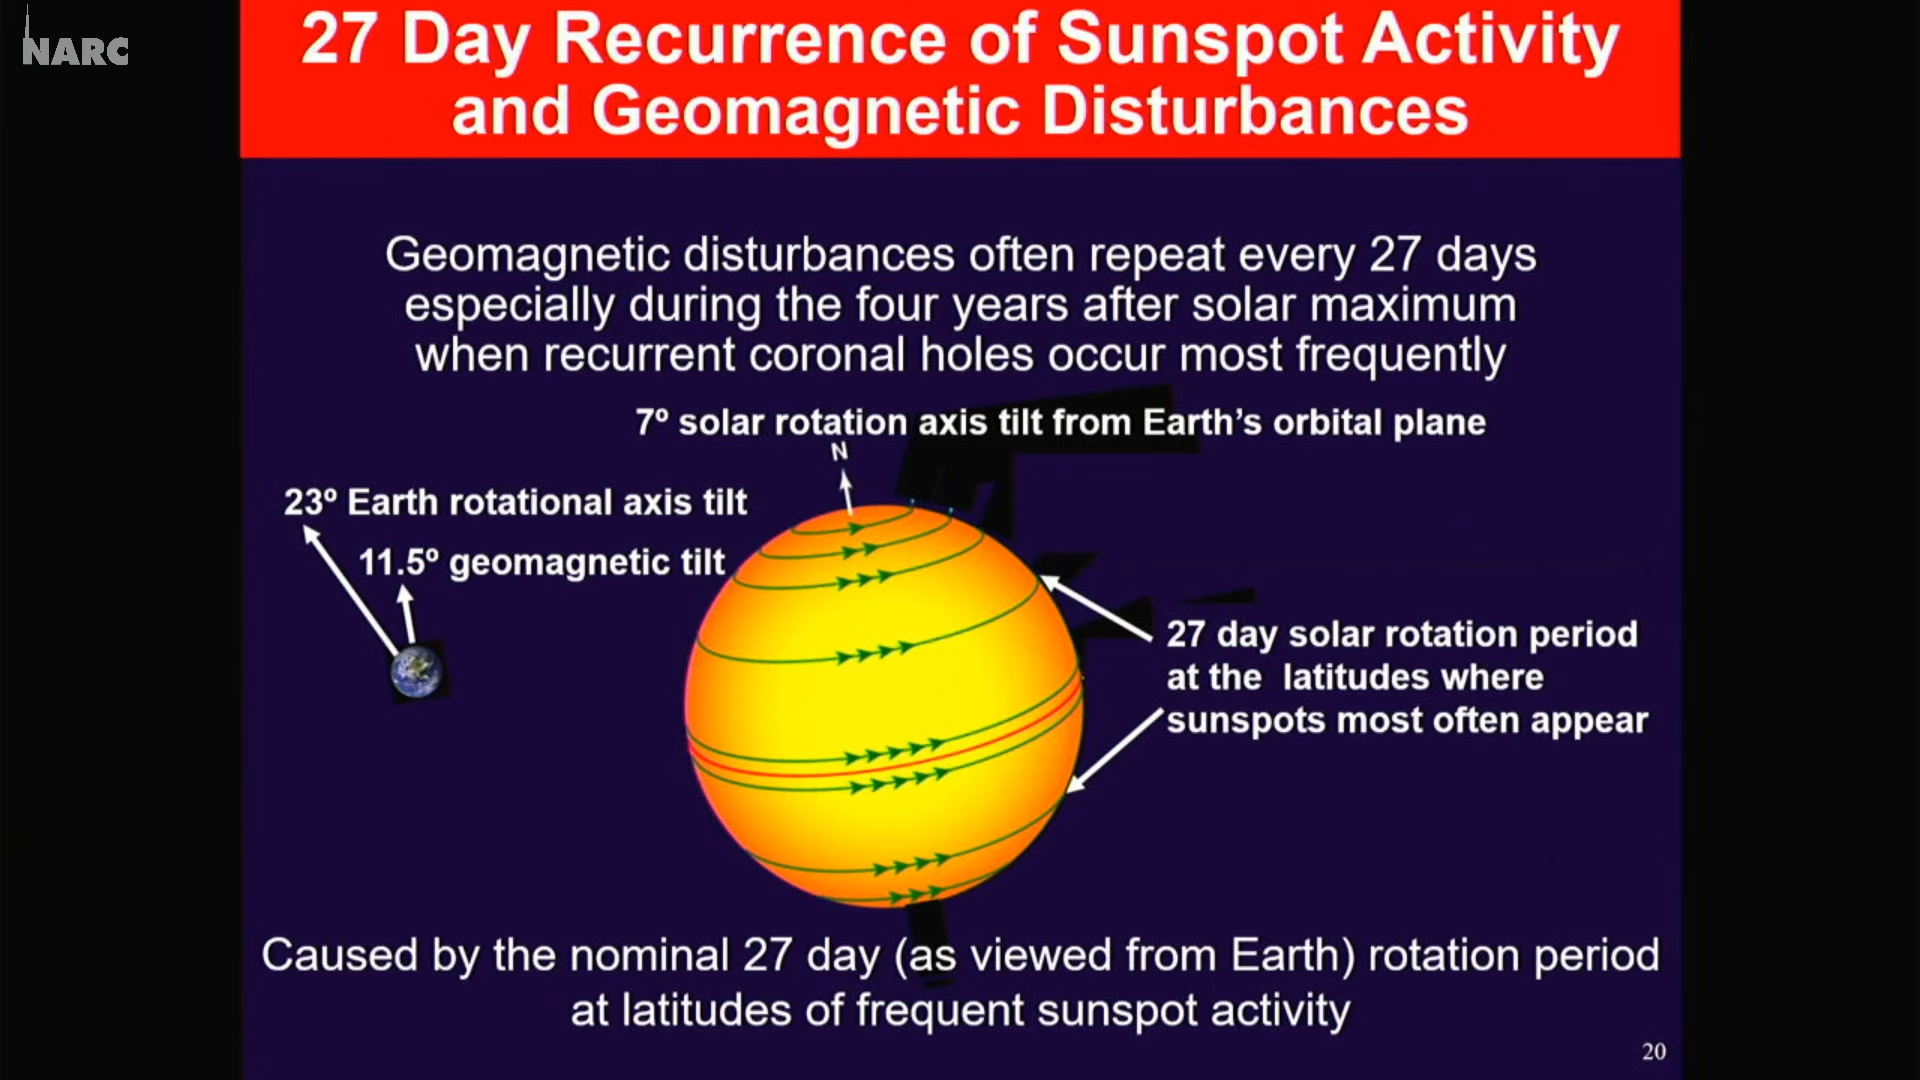 NARC
27 Day Recurrence of Sunspot Activity
and Geomagnetic Disturbances
Geomagnetic disturbances often repeat every 27 days
especially during the four years after solar maximum
when recurrent coronal holes occur most frequently
7º solar rotation axis tilt from Earth’s orbital plane
N
23º Earth rotational axis tilt
11.5º geomagnetic tilt
27 day solar rotation period
at the latitudes where
sunspots most often appear
Caused by the nominal 27 day (as viewed from Earth) rotation period
at latitudes of frequent sunspot activity
20